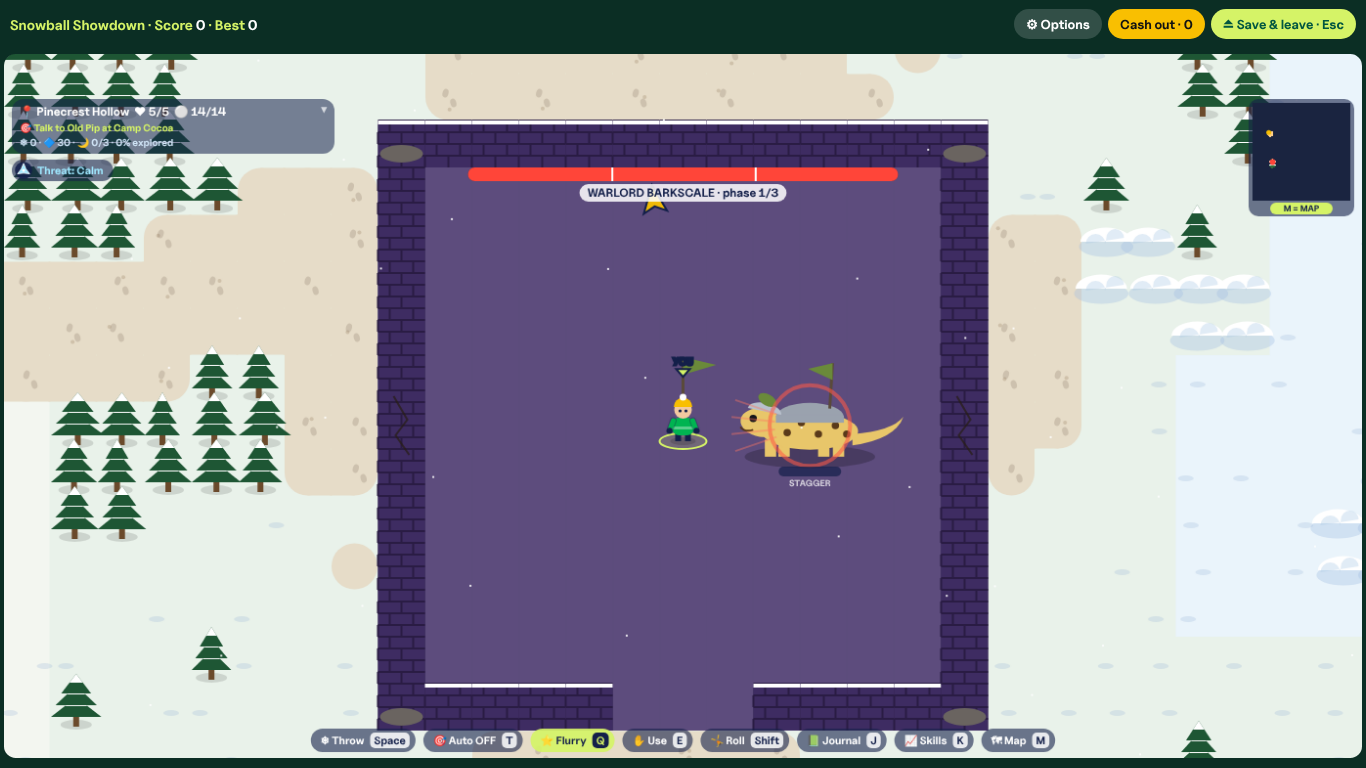 Snowball Showdown · Score 0 · Best 0
Options
Cash out · 0
Save & leave · Esc
Pinecrest Hollow 5/5 14/14
Talk to Old Pip at Camp Cocoa
0 · 30 · 0/3 · 0% explored
Threat: Calm
WARLORD BARKSCALE · phase 1/3
M = MAP
STAGGER
Throw Space
Auto OFF T
Flurry Q
Use E
Roll Shift
Journal J
Skills K
Map M